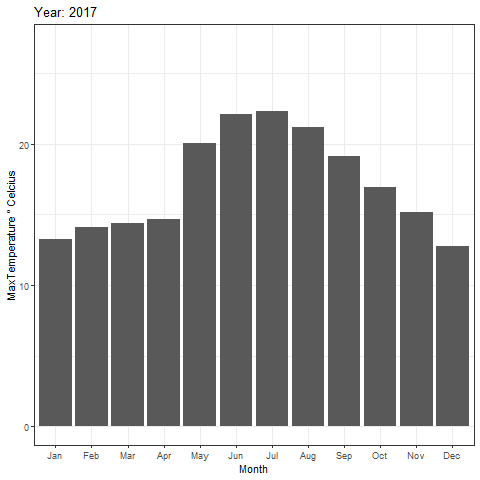 Year: 2017
MaxTemperature " Celcius
20
10
0
Jan Feb Mar Apr May Jun Jul Aug Sep Oct Nov Dec
Month